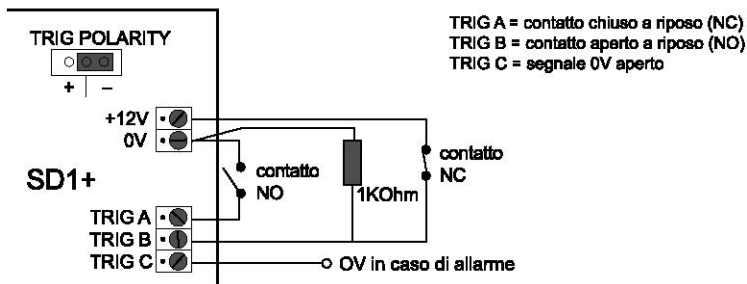 TRIG POLARITY
+ | –
+12V
0V
SD1+
TRIG A
TRIG B
TRIG C
contatto
NO
1KOhm
contatto
NC
OV in caso di allarme
TRIG A = contatto chiuso a riposo (NC)
TRIG B = contatto aperto a riposo (NO)
TRIG C = segnale 0V aperto